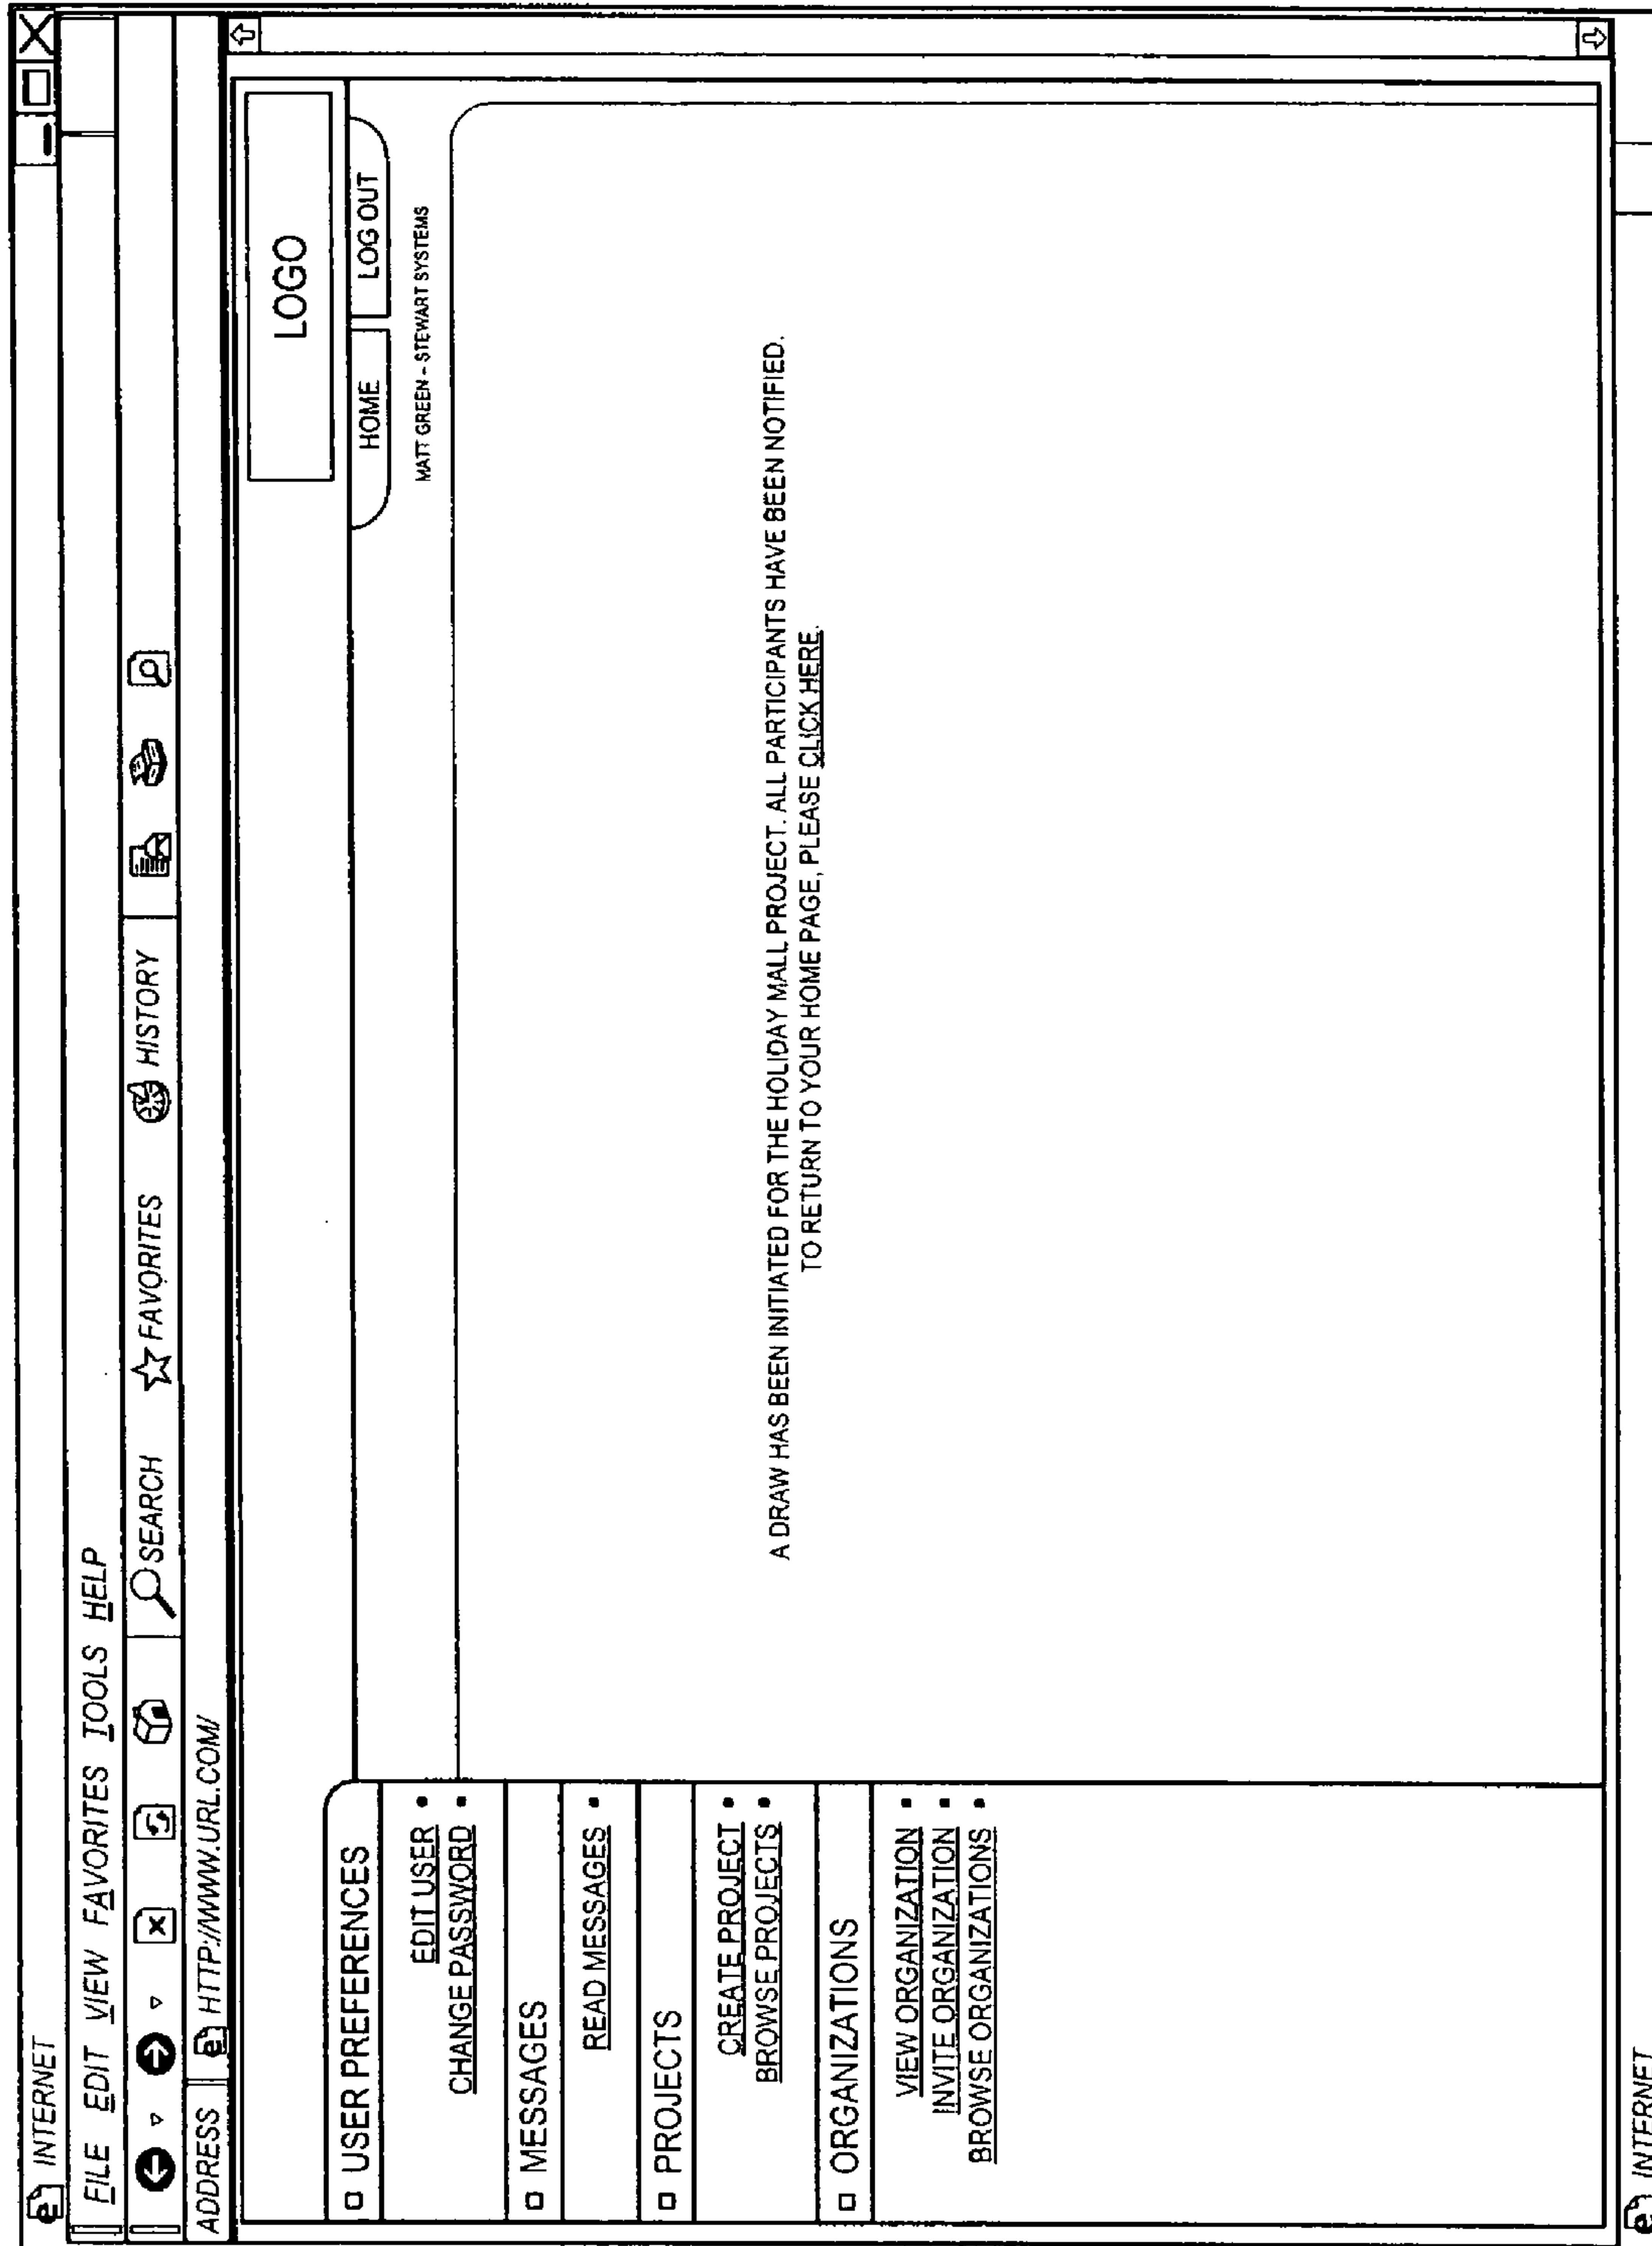 INTERNET
FILE EDIT VIEW FAVORITES TOOLS HELP
SEARCH FAVORITES HISTORY
ADDRESS HTTP://WWW.URL.COM/
LOGO
HOME LOG OUT
MATT GREEN - STEWART SYSTEMS
USER PREFERENCES
EDIT USER
CHANGE PASSWORD
MESSAGES
READ MESSAGES
PROJECTS
CREATE PROJECT
BROWSE PROJECTS
ORGANIZATIONS
VIEW ORGANIZATION
INVITE ORGANIZATION
BROWSE ORGANIZATIONS
A DRAW HAS BEEN INITIATED FOR THE HOLIDAY MALL PROJECT. ALL PARTICIPANTS HAVE BEEN NOTIFIED.
TO RETURN TO YOUR HOME PAGE, PLEASE CLICK HERE.
INTERNET